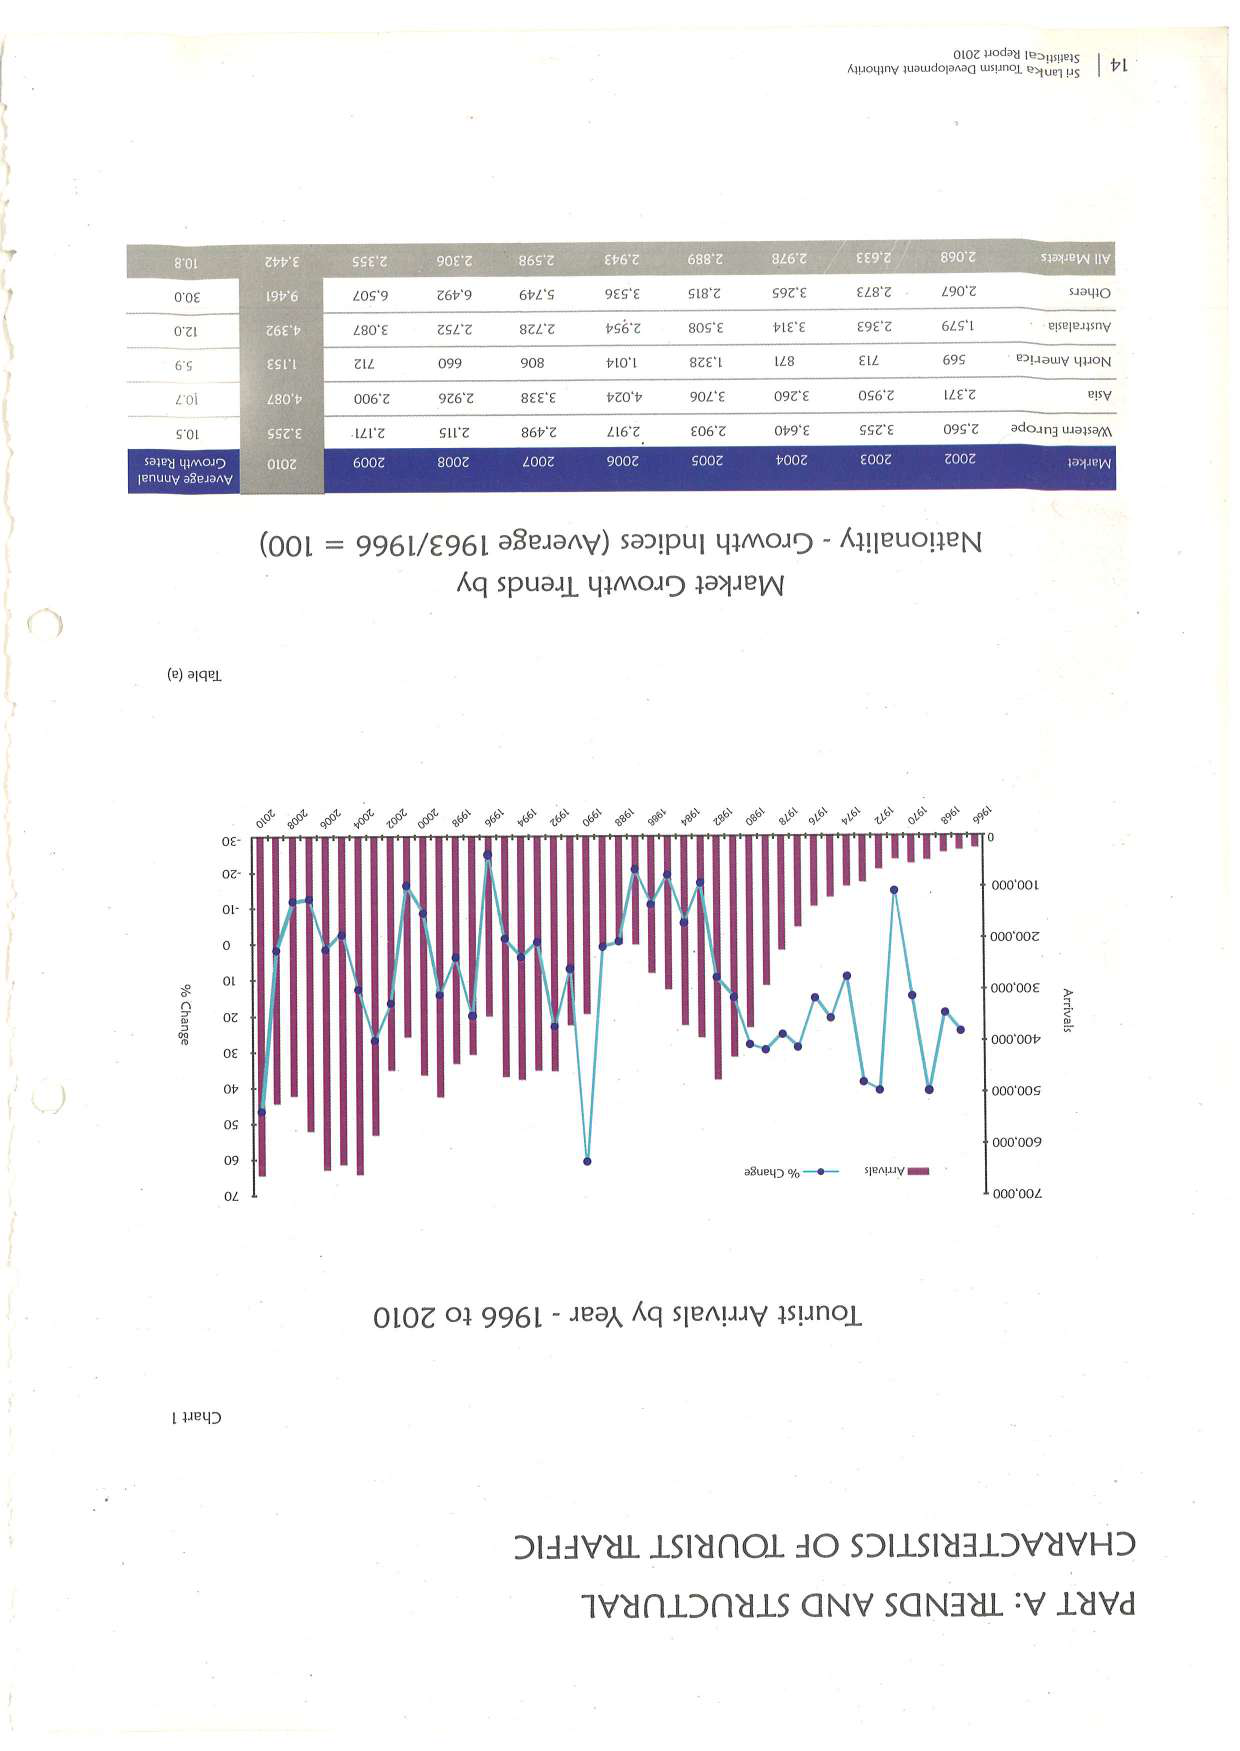 PART A: TRENDS AND STRUCTURAL
CHARACTERISTICS OF TOURIST TRAFFIC
Chart 1
Tourist Arrivals by Year - 1966 to 2010
Arrivals
700,000
600,000
500,000
400,000
300,000
200,000
100,000
0
Arrivals % Change
70
60
50
40
30
20
10
0
-10
-20
-30
% Change
1966 1968 1970 1972 1974 1976 1978 1980 1982 1984 1986 1988 1990 1992 1994 1996 1998 2000 2002 2004 2006 2008 2010
Table (a)
Market Growth Trends by
Nationality - Growth Indices (Average 1963/1966 = 100)
Market 2002 2003 2004 2005 2006 2007 2008 2009 2010 Average Annual Growth Rates
Western Europe 2,560 3,255 3,640 2,903 2,917 2,498 2,115 2,171 3,255 10.5
Asia 2,371 2,950 3,260 3,706 4,024 3,338 2,926 2,900 4,087 10.7
North America 569 713 871 1,328 1,014 806 660 712 1,153 5.9
Australasia 1,579 2,363 3,314 3,508 2,954 2,728 2,752 3,087 4,392 12.0
Others 2,067 2,873 3,265 2,815 3,536 5,749 6,492 6,507 9,461 30.0
All Markets 2,068 2,633 2,978 2,889 2,943 2,598 2,306 2,355 3,442 10.8
14 | Sri Lanka Tourism Development Authority
Statistical Report 2010